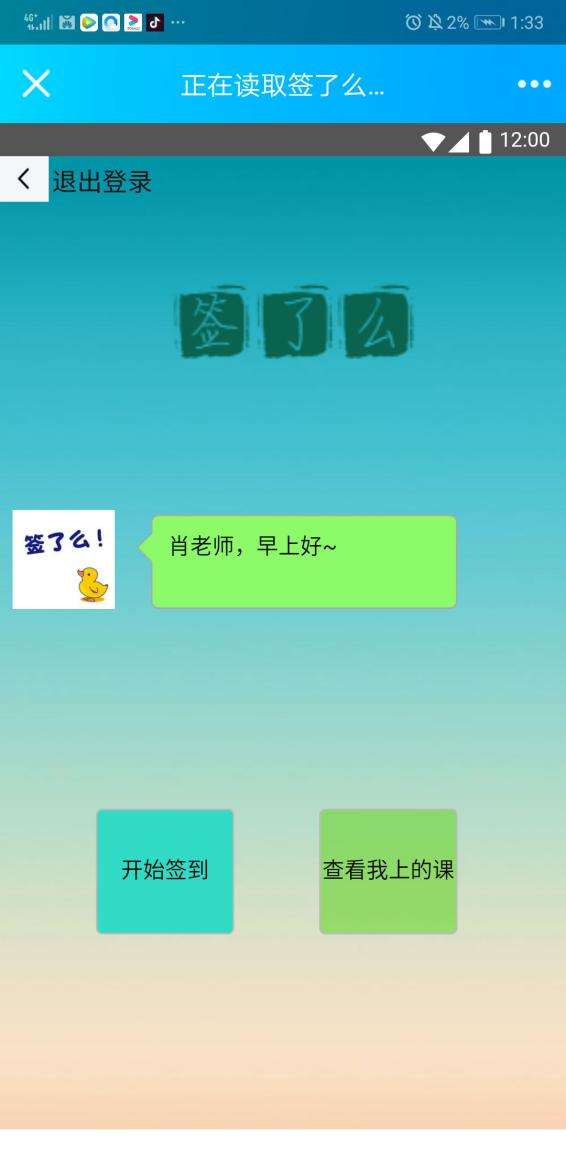 4G+ 2% 1:33
正在读取签了么...
12:00
退出登录
签了么
签了么！
肖老师，早上好~
开始签到
查看我上的课